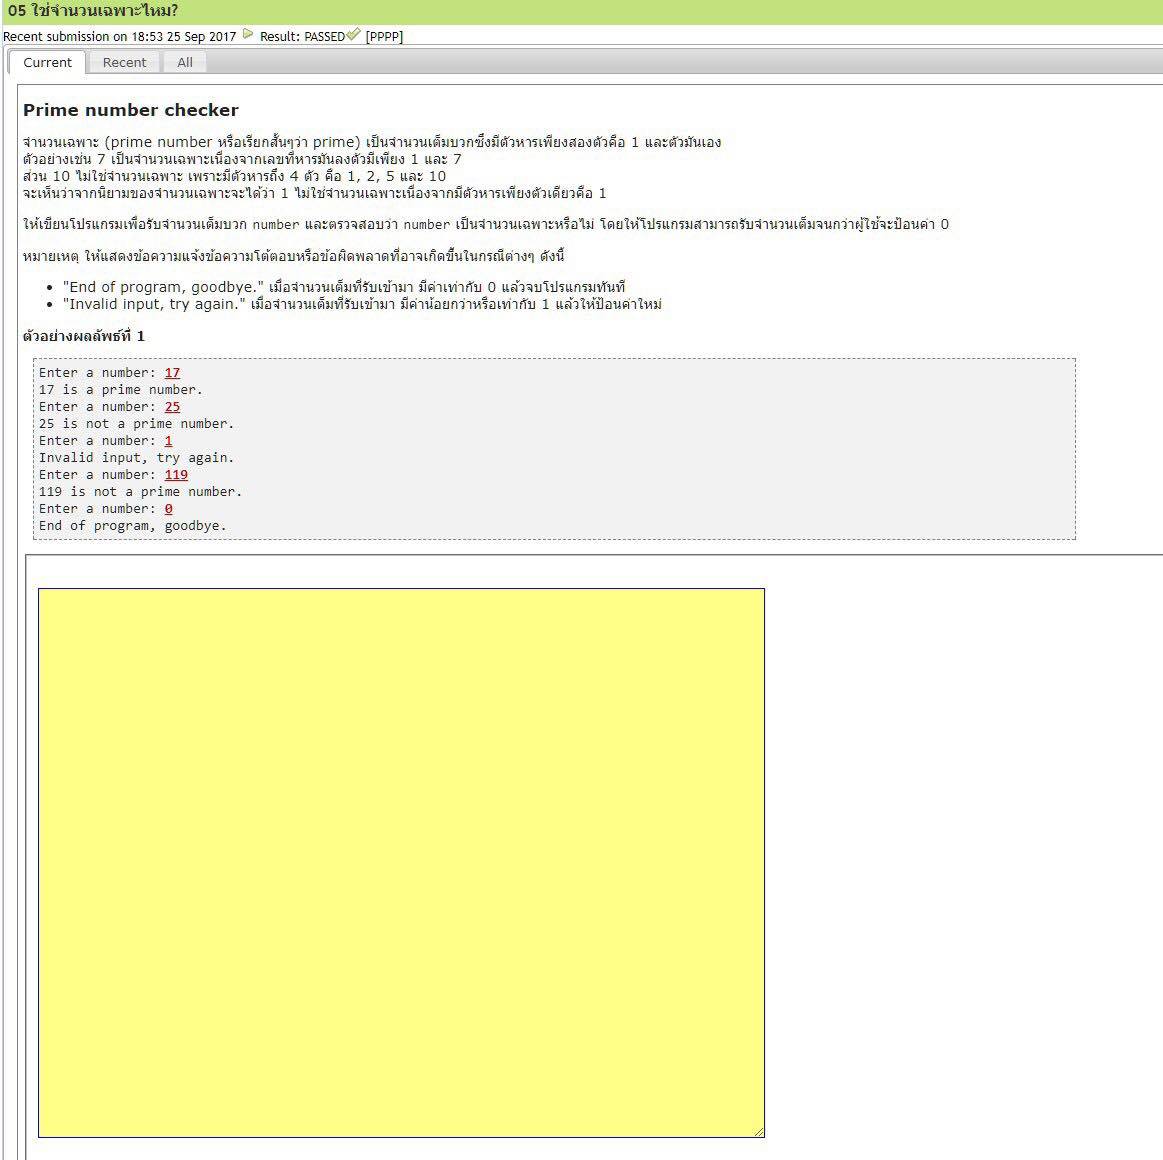 05 ใช่จำนวนเฉพาะไหม?
Recent submission on 18:53 25 Sep 2017 Result: PASSED [PPPP]
Current Recent All
Prime number checker
จำนวนเฉพาะ (prime number หรือเรียกสั้นๆว่า prime) เป็นจำนวนเต็มบวกซึ่งมีตัวหารเพียงสองตัวคือ 1 และตัวมันเอง
ตัวอย่างเช่น 7 เป็นจำนวนเฉพาะเนื่องจากเลขที่หารมันลงตัวมีเพียง 1 และ 7
ส่วน 10 ไม่ใช่จำนวนเฉพาะ เพราะมีตัวหารถึง 4 ตัว คือ 1, 2, 5 และ 10
จะเห็นว่าจากนิยามของจำนวนเฉพาะจะได้ว่า 1 ไม่ใช่จำนวนเฉพาะเนื่องจากมีตัวหารเพียงตัวเดียวคือ 1
ให้เขียนโปรแกรมเพื่อรับจำนวนเต็มบวก number และตรวจสอบว่า number เป็นจำนวนเฉพาะหรือไม่ โดยให้โปรแกรมสามารถรับจำนวนเต็มจนกว่าผู้ใช้จะป้อนค่า 0
หมายเหตุ ให้แสดงข้อความแจ้งข้อความโต้ตอบหรือข้อผิดพลาดที่อาจเกิดขึ้นในกรณีต่างๆ ดังนี้
• "End of program, goodbye." เมื่อจำนวนเต็มที่รับเข้ามา มีค่าเท่ากับ 0 แล้วจบโปรแกรมทันที
• "Invalid input, try again." เมื่อจำนวนเต็มที่รับเข้ามา มีค่าน้อยกว่าหรือเท่ากับ 1 แล้วให้ป้อนค่าใหม่
ตัวอย่างผลลัพธ์ที่ 1
Enter a number: 17
17 is a prime number.
Enter a number: 25
25 is not a prime number.
Enter a number: 1
Invalid input, try again.
Enter a number: 119
119 is not a prime number.
Enter a number: 0
End of program, goodbye.